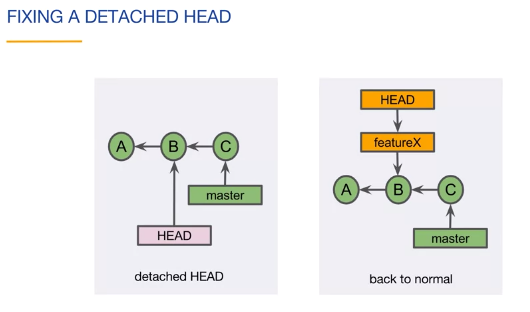 FIXING A DETACHED HEAD
A B C
master
HEAD
detached HEAD
HEAD
featureX
A B C
master
back to normal